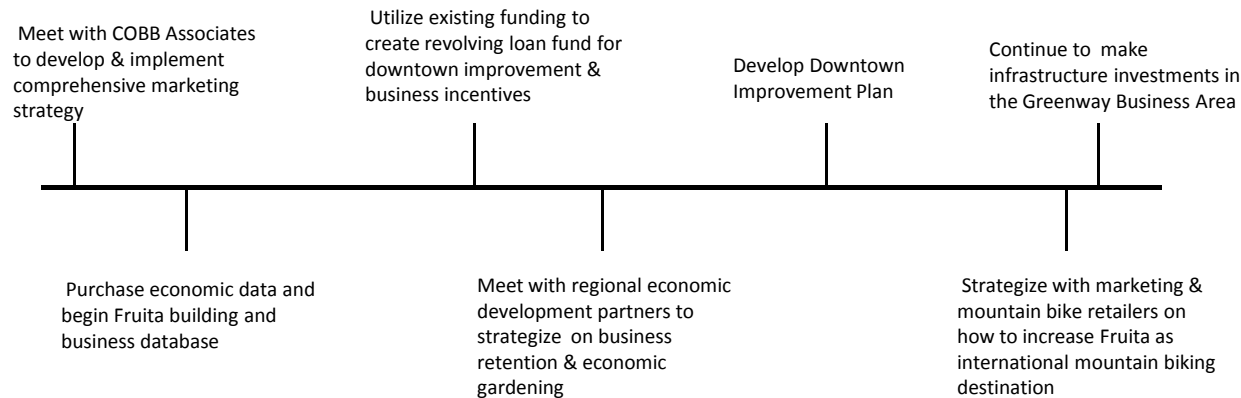 Meet with COBB Associates
to develop & implement
comprehensive marketing
strategy
Utilize existing funding to
create revolving loan fund for
downtown improvement &
business incentives
Develop Downtown
Improvement Plan
Continue to make
infrastructure investments in
the Greenway Business Area
Purchase economic data and
begin Fruita building and
business database
Meet with regional economic
development partners to
strategize on business
retention & economic
gardening
Strategize with marketing &
mountain bike retailers on
how to increase Fruita as
international mountain biking
destination